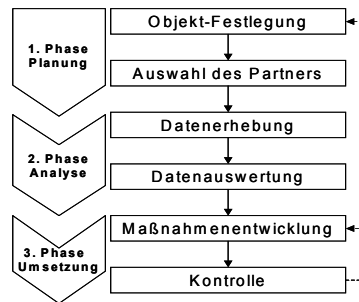 Objekt-Festlegung
1. Phase
Planung
Auswahl des Partners
Datenerhebung
2. Phase
Analyse
Datenauswertung
Maßnahmenentwicklung
3. Phase
Umsetzung
Kontrolle